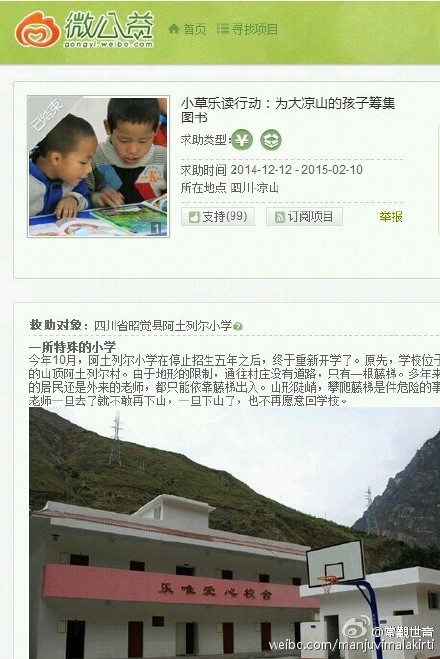 微公益
gongyi.weibo.com
首页
寻找项目
已结束
小草乐读行动：为大凉山的孩子筹集
图书
求助类型：
求助时间 2014-12-12 - 2015-02-10
所在地点 四川·凉山
支持(99)
订阅项目
举报
1
救助对象：四川省昭觉县阿土列尔小学
一所特殊的小学
今年10月，阿土列尔小学在停止招生五年之后，终于重新开学了。原先，学校位于
的山顶阿土列尔村。由于地形的限制，通往村庄没有道路，只有一根藤梯。多年来
的居民还是外来的老师，都只能依靠藤梯出入。山形陡峭，攀爬藤梯是件危险的事
老师一旦去了就不敢再下山，一旦下山了，也不再愿意回学校。
乐唯爱心校舍
@常觀世音
weibo.com/manjuvimalakirti